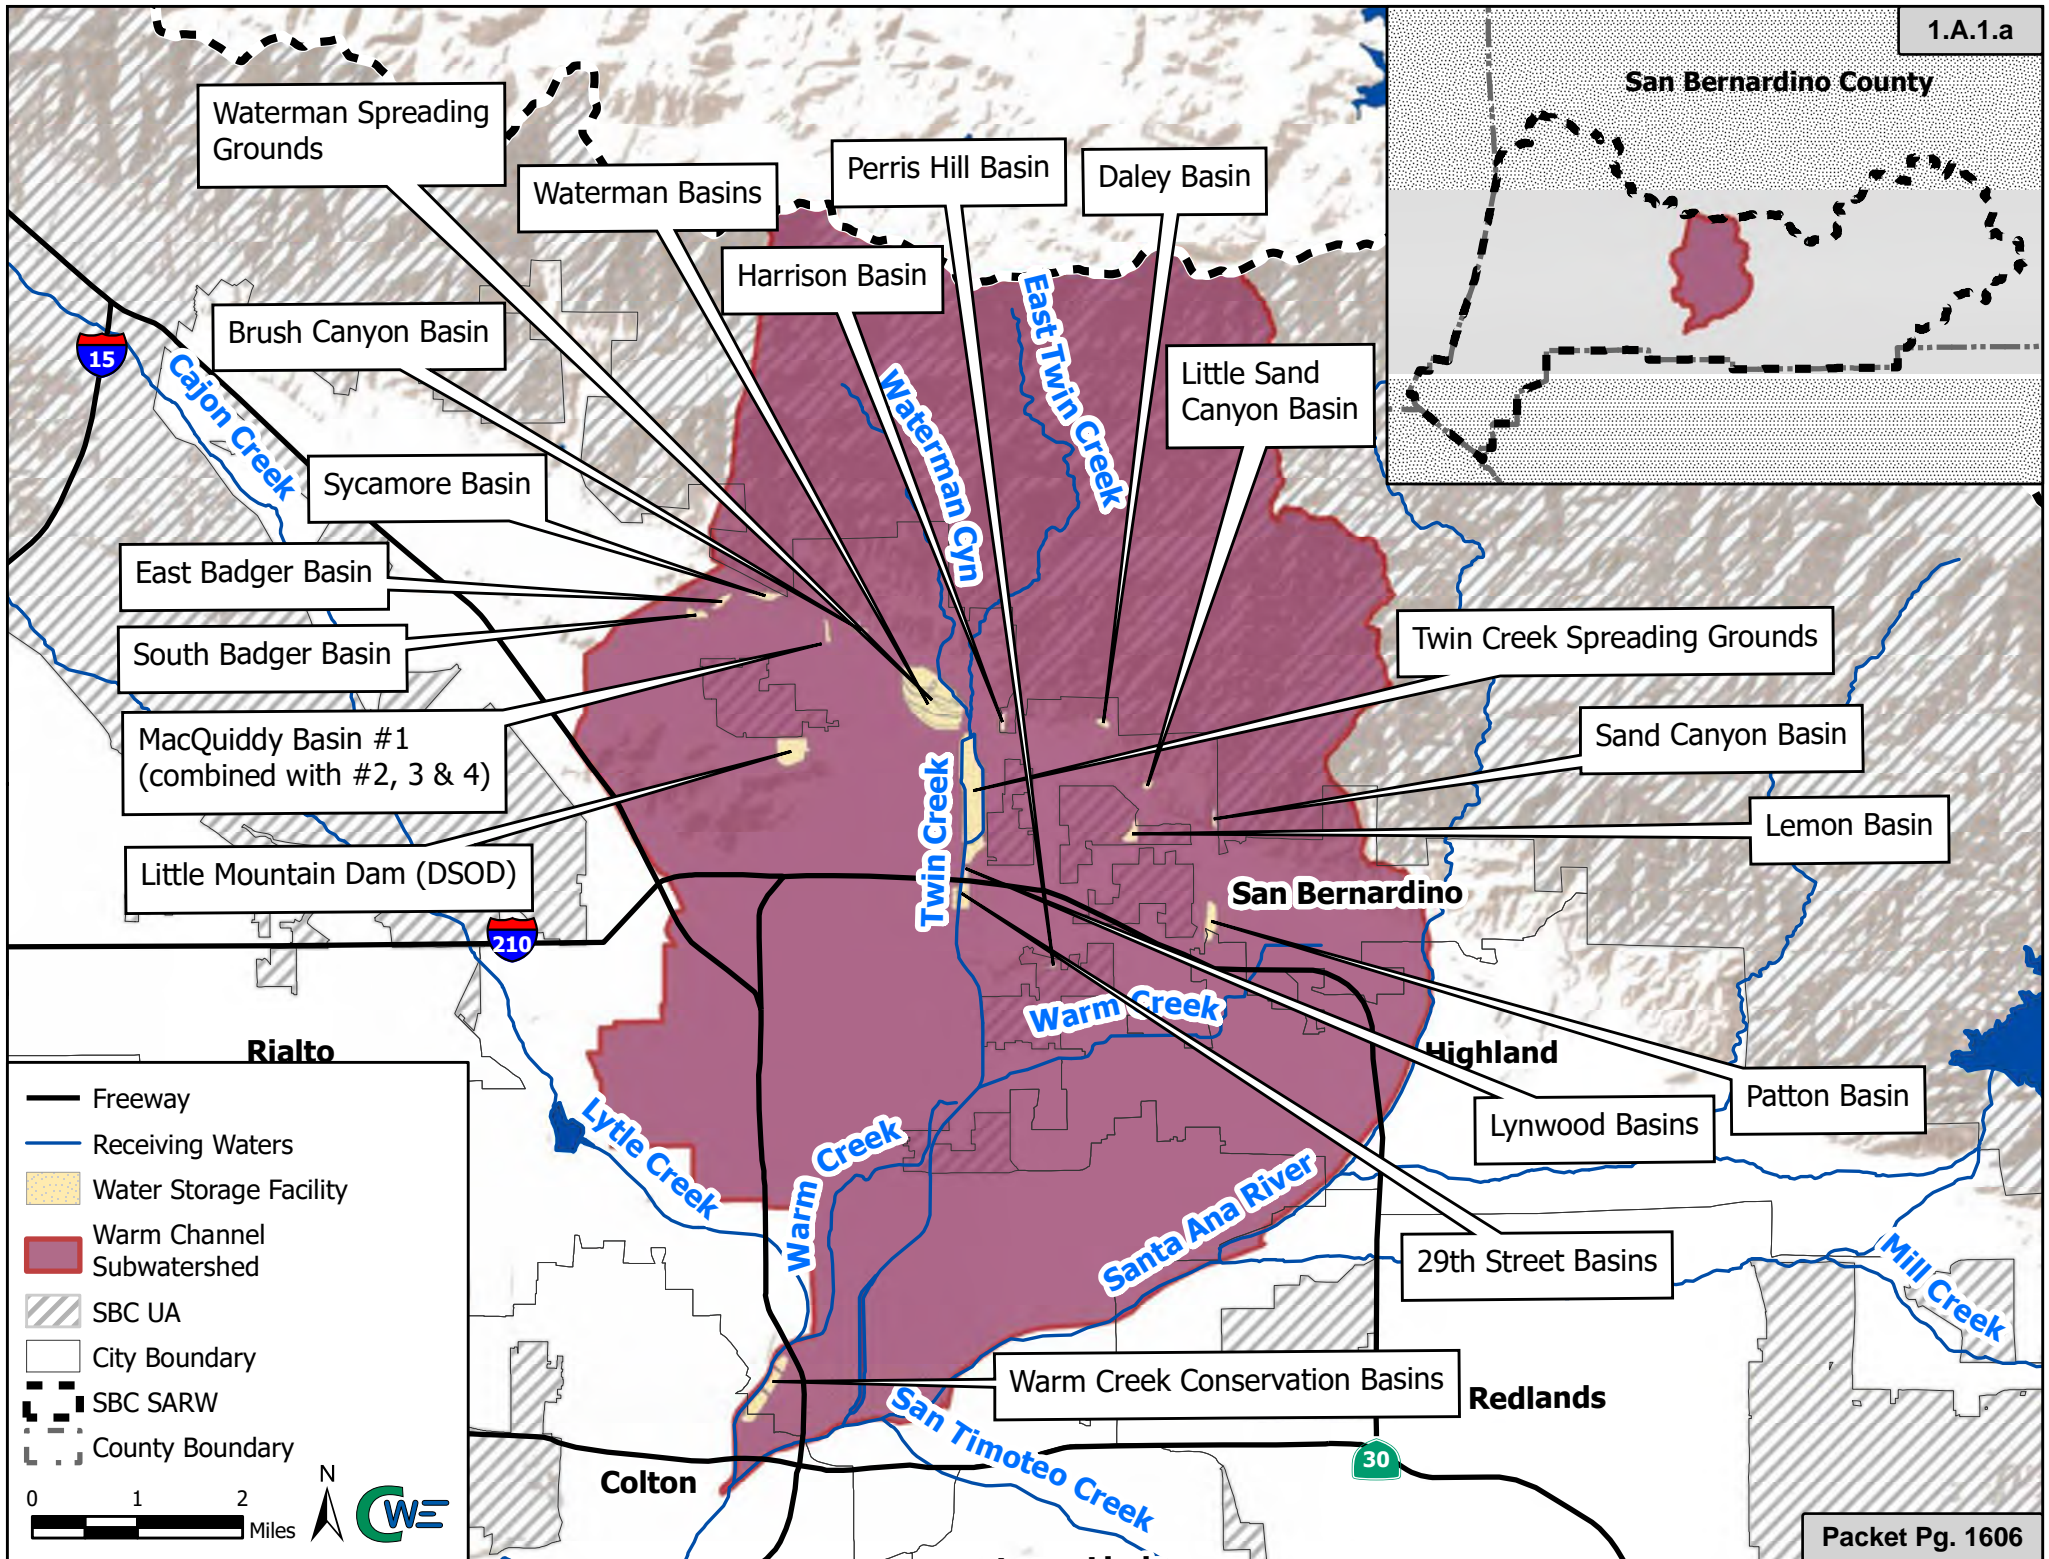 1.A.1.a
San Bernardino County
Waterman Spreading
Grounds
Waterman Basins
Perris Hill Basin
Daley Basin
Harrison Basin
Brush Canyon Basin
Little Sand
Canyon Basin
Sycamore Basin
East Badger Basin
South Badger Basin
MacQuiddy Basin #1
(combined with #2, 3 & 4)
Little Mountain Dam (DSOD)
Twin Creek Spreading Grounds
Sand Canyon Basin
Lemon Basin
Patton Basin
Lynwood Basins
29th Street Basins
Warm Creek Conservation Basins
15
210
30
Cajon Creek
Waterman Cyn
East Twin Creek
Twin Creek
Warm Creek
Warm Creek
Lytle Creek
Santa Ana River
Mill Creek
San Timoteo Creek
San Bernardino
Rialto
Highland
Redlands
Colton
Freeway
Receiving Waters
Water Storage Facility
Warm Channel
Subwatershed
SBC UA
City Boundary
SBC SARW
County Boundary
0 1 2
Miles
N
CWE
Packet Pg. 1606